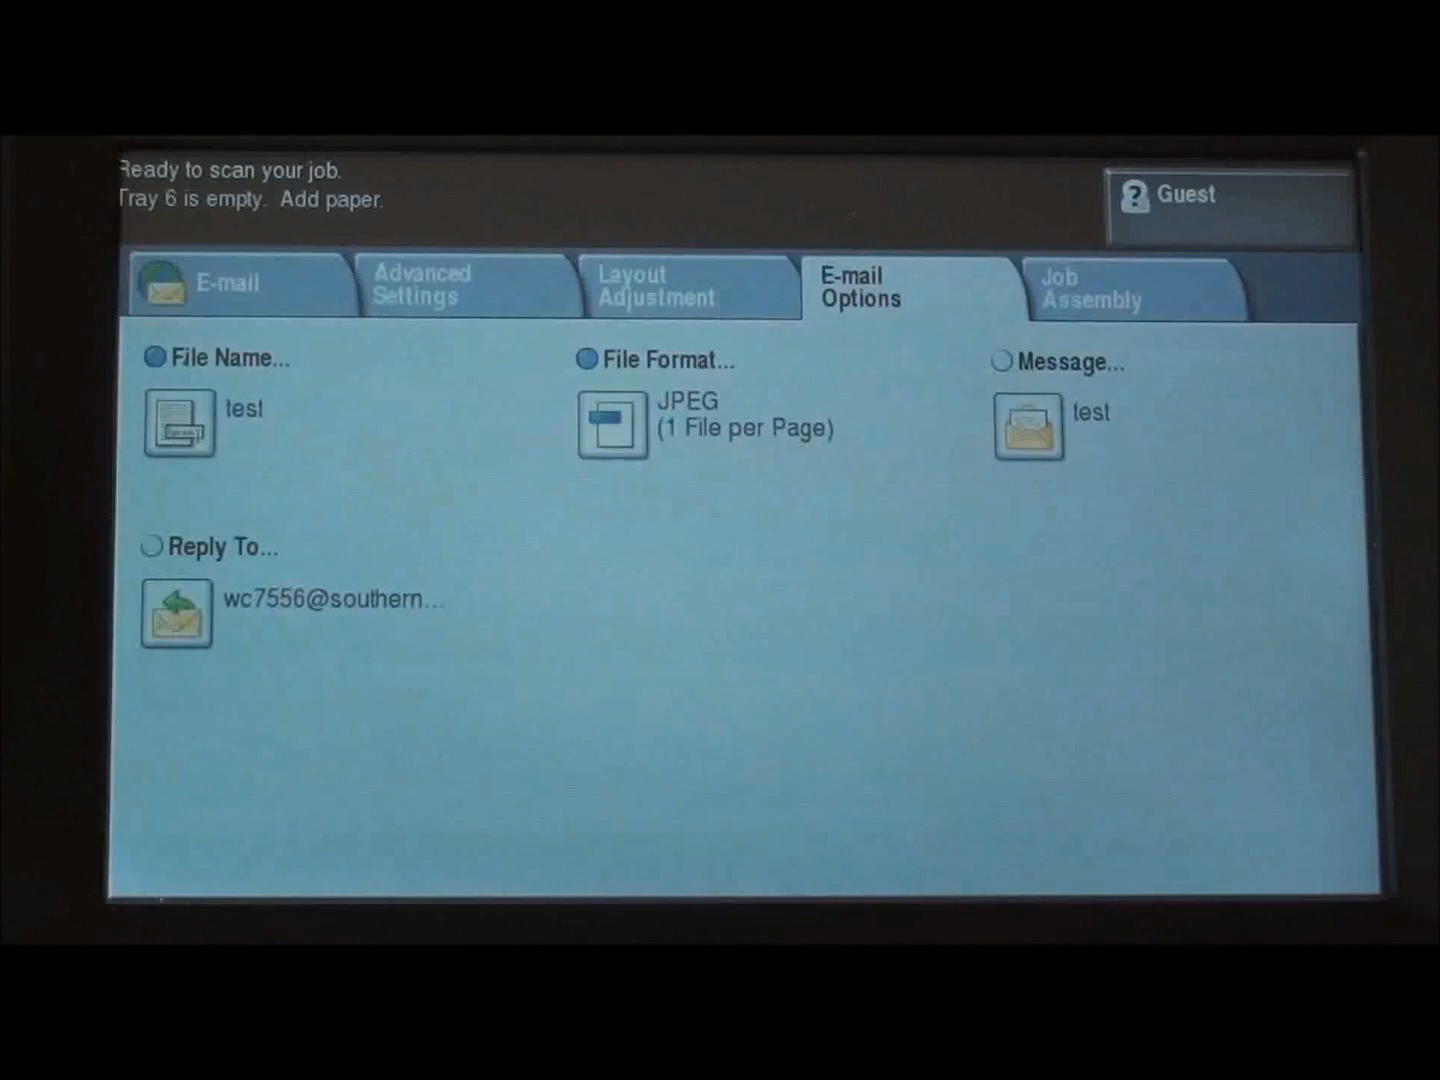 Ready to scan your job.
Tray 6 is empty. Add paper.
Guest
E-mail
Advanced
Settings
Layout
Adjustment
E-mail
Options
Job
Assembly
File Name...
test
File Format...
JPEG
(1 File per Page)
Message...
test
Reply To...
wc7556@southern...